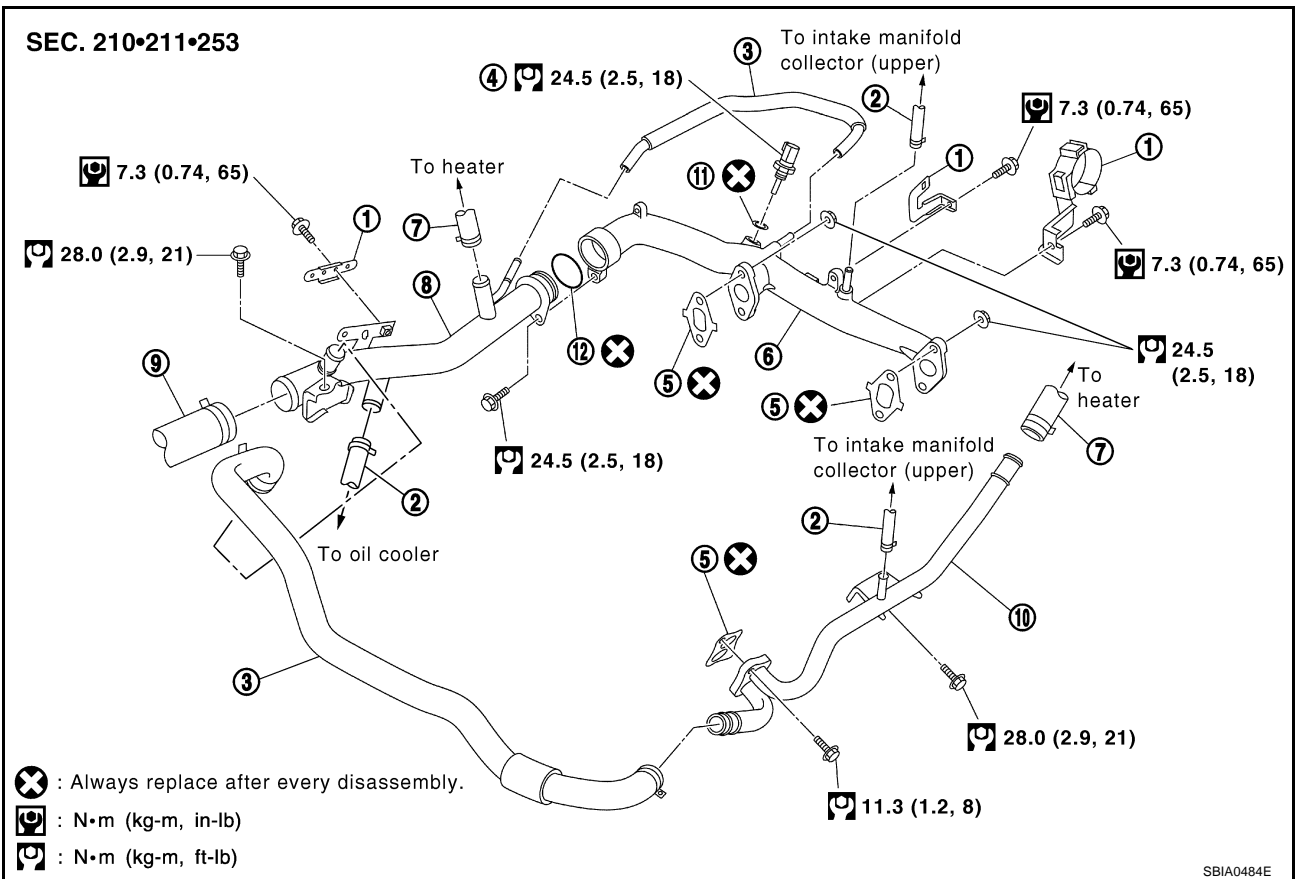 SEC. 210•211•253
To intake manifold
collector (upper)
③
④ 24.5 (2.5, 18)
②
7.3 (0.74, 65)
①
①
7.3 (0.74, 65)
To heater
⑪
①
⑦
28.0 (2.9, 21)
7.3 (0.74, 65)
⑧
⑫
⑥
24.5
(2.5, 18)
⑨
⑤
⑤
To
heater
24.5 (2.5, 18)
To intake manifold
collector (upper)
⑦
②
②
To oil cooler
⑤
⑩
③
28.0 (2.9, 21)
: Always replace after every disassembly.
11.3 (1.2, 8)
: N•m (kg-m, in-lb)
: N•m (kg-m, ft-lb)
SBIA0484E